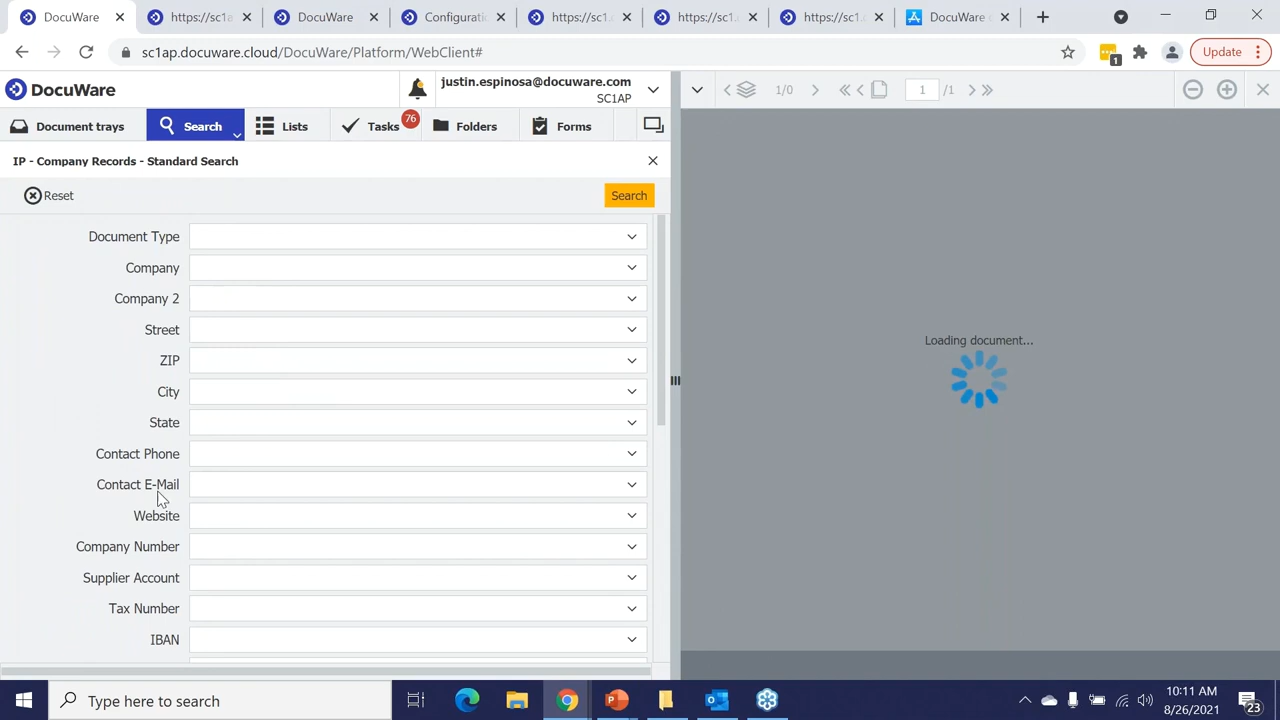 DocuWare
https://sc1a
DocuWare
Configuratio
https://sc1.
https://sc1.
https://sc1.
DocuWare
sc1ap.docuware.cloud/DocuWare/Platform/WebClient#
1
Update
DocuWare
justin.espinosa@docuware.com
SC1AP
1/0
1
/1
Document trays
Search
Lists
Tasks
76
Folders
Forms
IP - Company Records - Standard Search
Reset
Search
Document Type
Company
Company 2
Street
ZIP
City
State
Contact Phone
Contact E-Mail
Website
Company Number
Supplier Account
Tax Number
IBAN
Loading document...
Type here to search
10:11 AM
8/26/2021
23